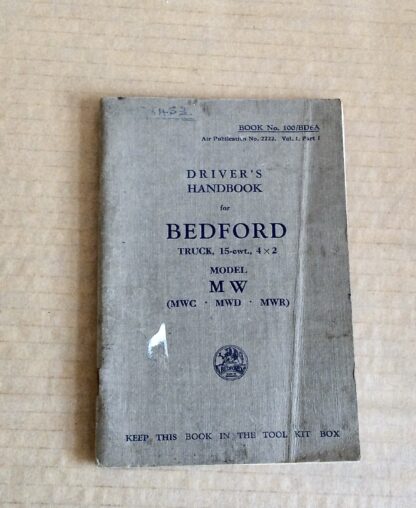 BOOK No. 100/BD6A
Air Publication No. 2222. Vol. 1, Part 1
DRIVER'S
HANDBOOK
for
BEDFORD
TRUCK, 15-cwt., 4 × 2
MODEL
MW
(MWC · MWD · MWR)
BEDFORD
KEEP THIS BOOK IN THE TOOL KIT BOX